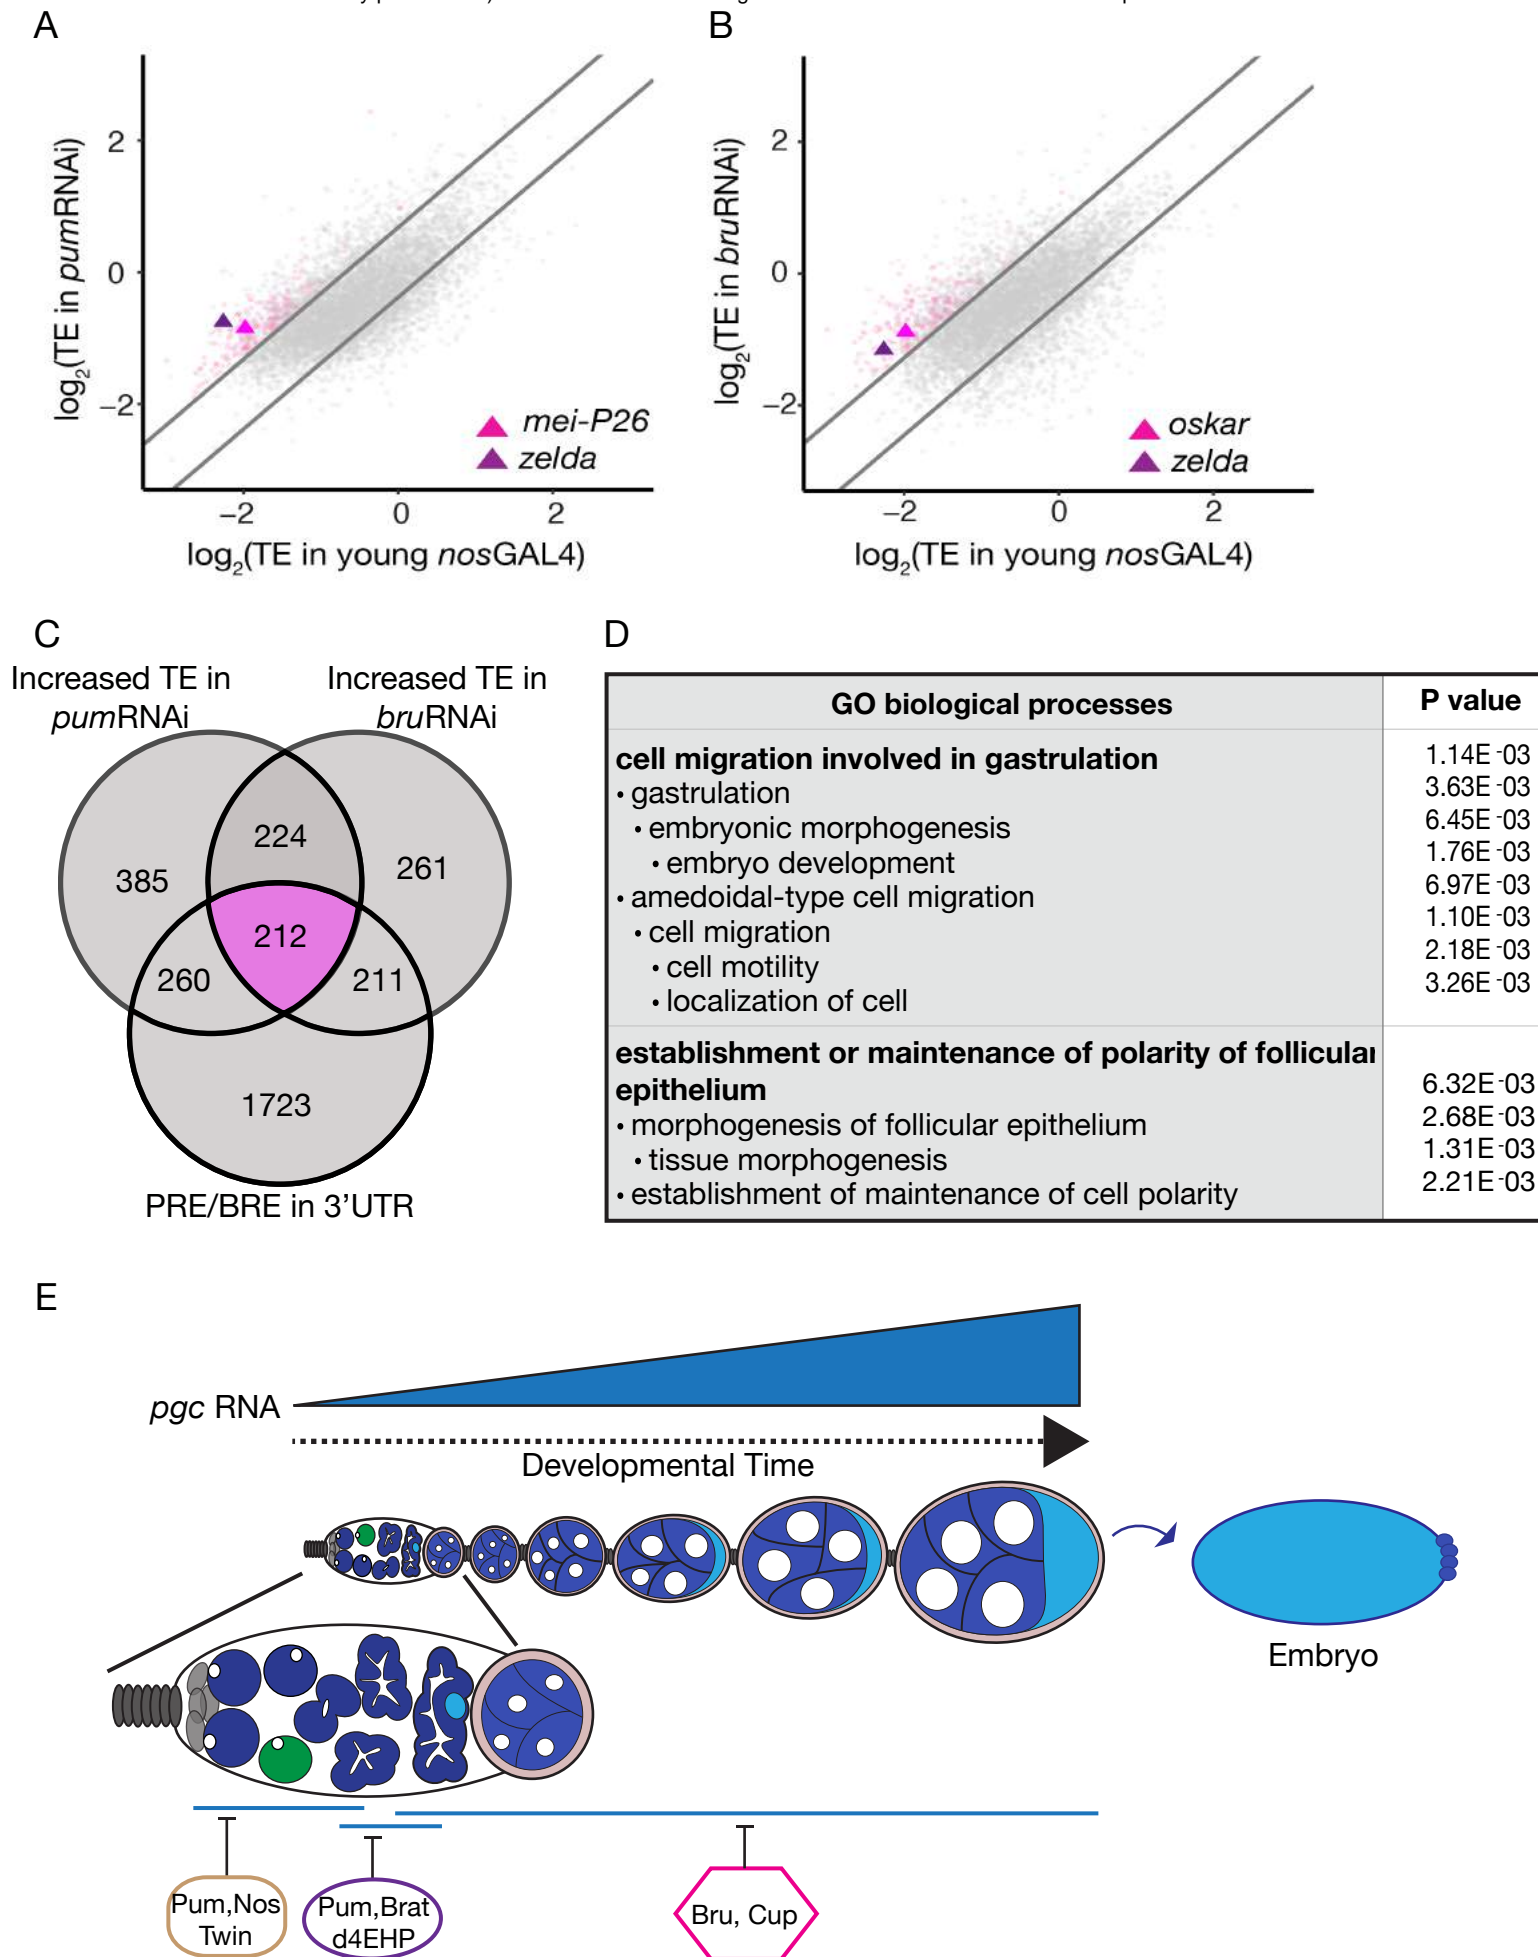 A
B
log2(TE in pumRNAi)
2
0
−2
−2
0
2
mei-P26
zelda
log2(TE in young nosGAL4)
log2(TE in bruRNAi)
2
0
−2
−2
0
2
oskar
zelda
log2(TE in young nosGAL4)
C
Increased TE in
pumRNAi
Increased TE in
bruRNAi
224
385
261
212
260
211
1723
PRE/BRE in 3’UTR
D
GO biological processes
P value
cell migration involved in gastrulation
1.14E -03
• gastrulation
3.63E -03
• embryonic morphogenesis
6.45E -03
• embryo development
1.76E -03
• amedoidal-type cell migration
6.97E -03
• cell migration
1.10E -03
• cell motility
2.18E -03
• localization of cell
3.26E -03
establishment or maintenance of polarity of follicular
epithelium
6.32E -03
• morphogenesis of follicular epithelium
2.68E -03
• tissue morphogenesis
1.31E -03
• establishment of maintenance of cell polarity
2.21E -03
E
pgc RNA
Developmental Time
Embryo
Pum,Nos
Twin
Pum,Brat
d4EHP
Bru, Cup